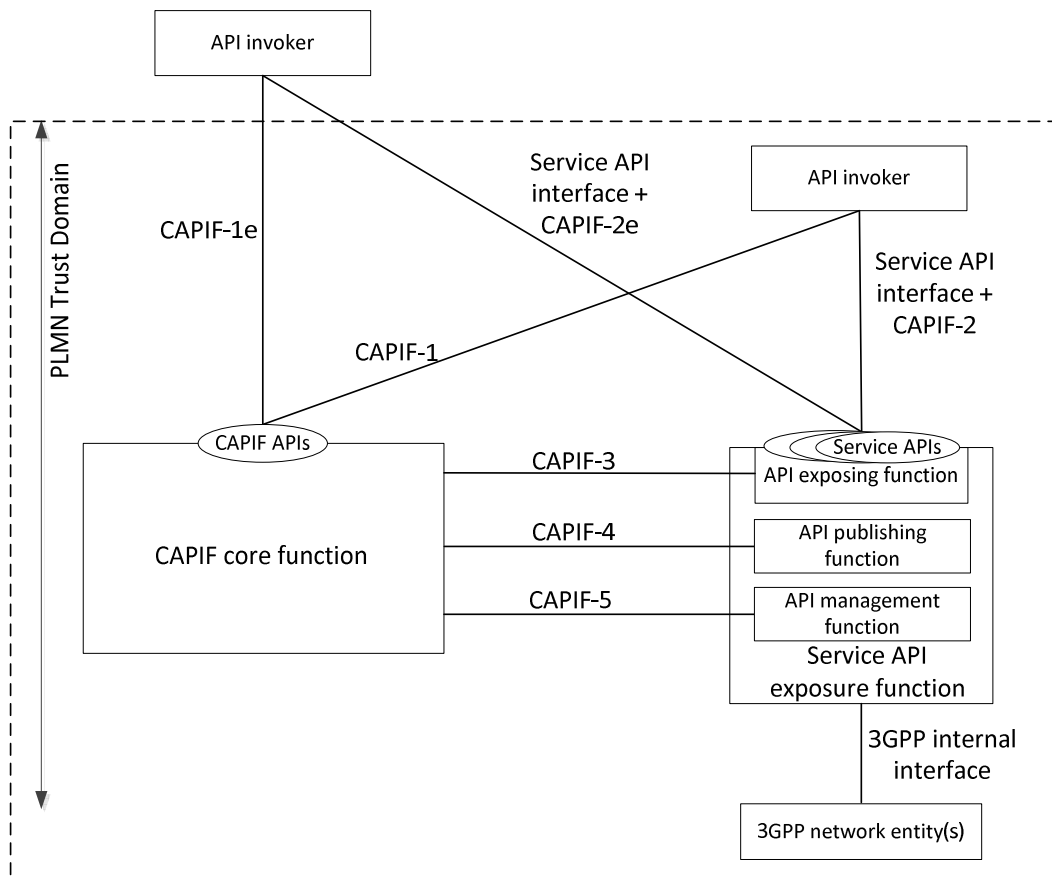 API invoker
PLMN Trust Domain
CAPIF-1e
Service API
interface +
CAPIF-2e
API invoker
Service API
interface +
CAPIF-2
CAPIF-1
CAPIF APIs
Service APIs
API exposing function
CAPIF-3
CAPIF core function
CAPIF-4
API publishing
function
CAPIF-5
API management
function
Service API
exposure function
3GPP internal
interface
3GPP network entity(s)